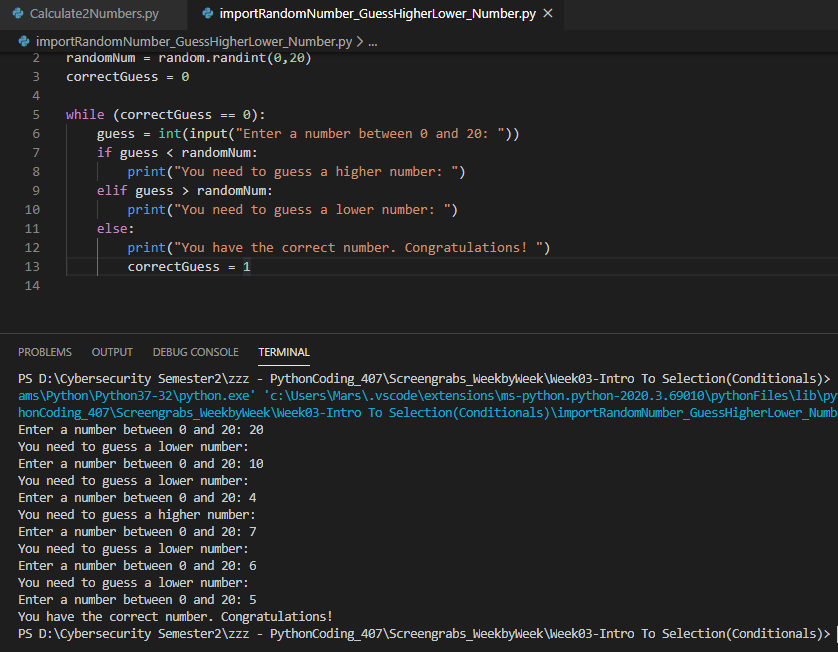 Calculate2Numbers.py importRandomNumber_GuessHigherLower_Number.py ×
importRandomNumber_GuessHigherLower_Number.py > ...
2 randomNum = random.randint(0,20)
3 correctGuess = 0
4
5 while (correctGuess == 0):
6 guess = int(input("Enter a number between 0 and 20: "))
7 if guess < randomNum:
8 print("You need to guess a higher number: ")
9 elif guess > randomNum:
10 print("You need to guess a lower number: ")
11 else:
12 print("You have the correct number. Congratulations! ")
13 correctGuess = 1
14
PROBLEMS OUTPUT DEBUG CONSOLE TERMINAL
PS D:\Cybersecurity Semester2\zzz - PythonCoding_407\Screengrabs_WeekbyWeek\Week03-Intro To Selection(Conditionals)>
ams\Python\Python37-32\python.exe' 'c:\Users\Mars\.vscode\extensions\ms-python.python-2020.3.69010\pythonFiles\lib\py
honCoding_407\Screengrabs_WeekbyWeek\Week03-Intro To Selection(Conditionals)\importRandomNumber_GuessHigherLower_Numb
Enter a number between 0 and 20: 20
You need to guess a lower number:
Enter a number between 0 and 20: 10
You need to guess a lower number:
Enter a number between 0 and 20: 4
You need to guess a higher number:
Enter a number between 0 and 20: 7
You need to guess a lower number:
Enter a number between 0 and 20: 6
You need to guess a lower number:
Enter a number between 0 and 20: 5
You have the correct number. Congratulations!
PS D:\Cybersecurity Semester2\zzz - PythonCoding_407\Screengrabs_WeekbyWeek\Week03-Intro To Selection(Conditionals)>